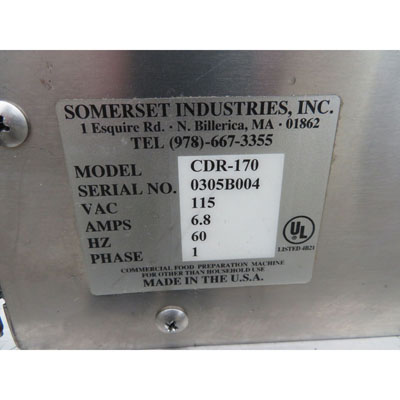 SOMERSET INDUSTRIES, INC.
1 Esquire Rd. · N. Billerica, MA · 01862
TEL (978)-667-3355
MODEL CDR-170
SERIAL NO. 0305B004
VAC 115
AMPS 6.8
HZ 60
PHASE 1
UL
LISTED 4R21
COMMERCIAL FOOD PREPARATION MACHINE
FOR OTHER THAN HOUSEHOLD USE
MADE IN THE U.S.A.